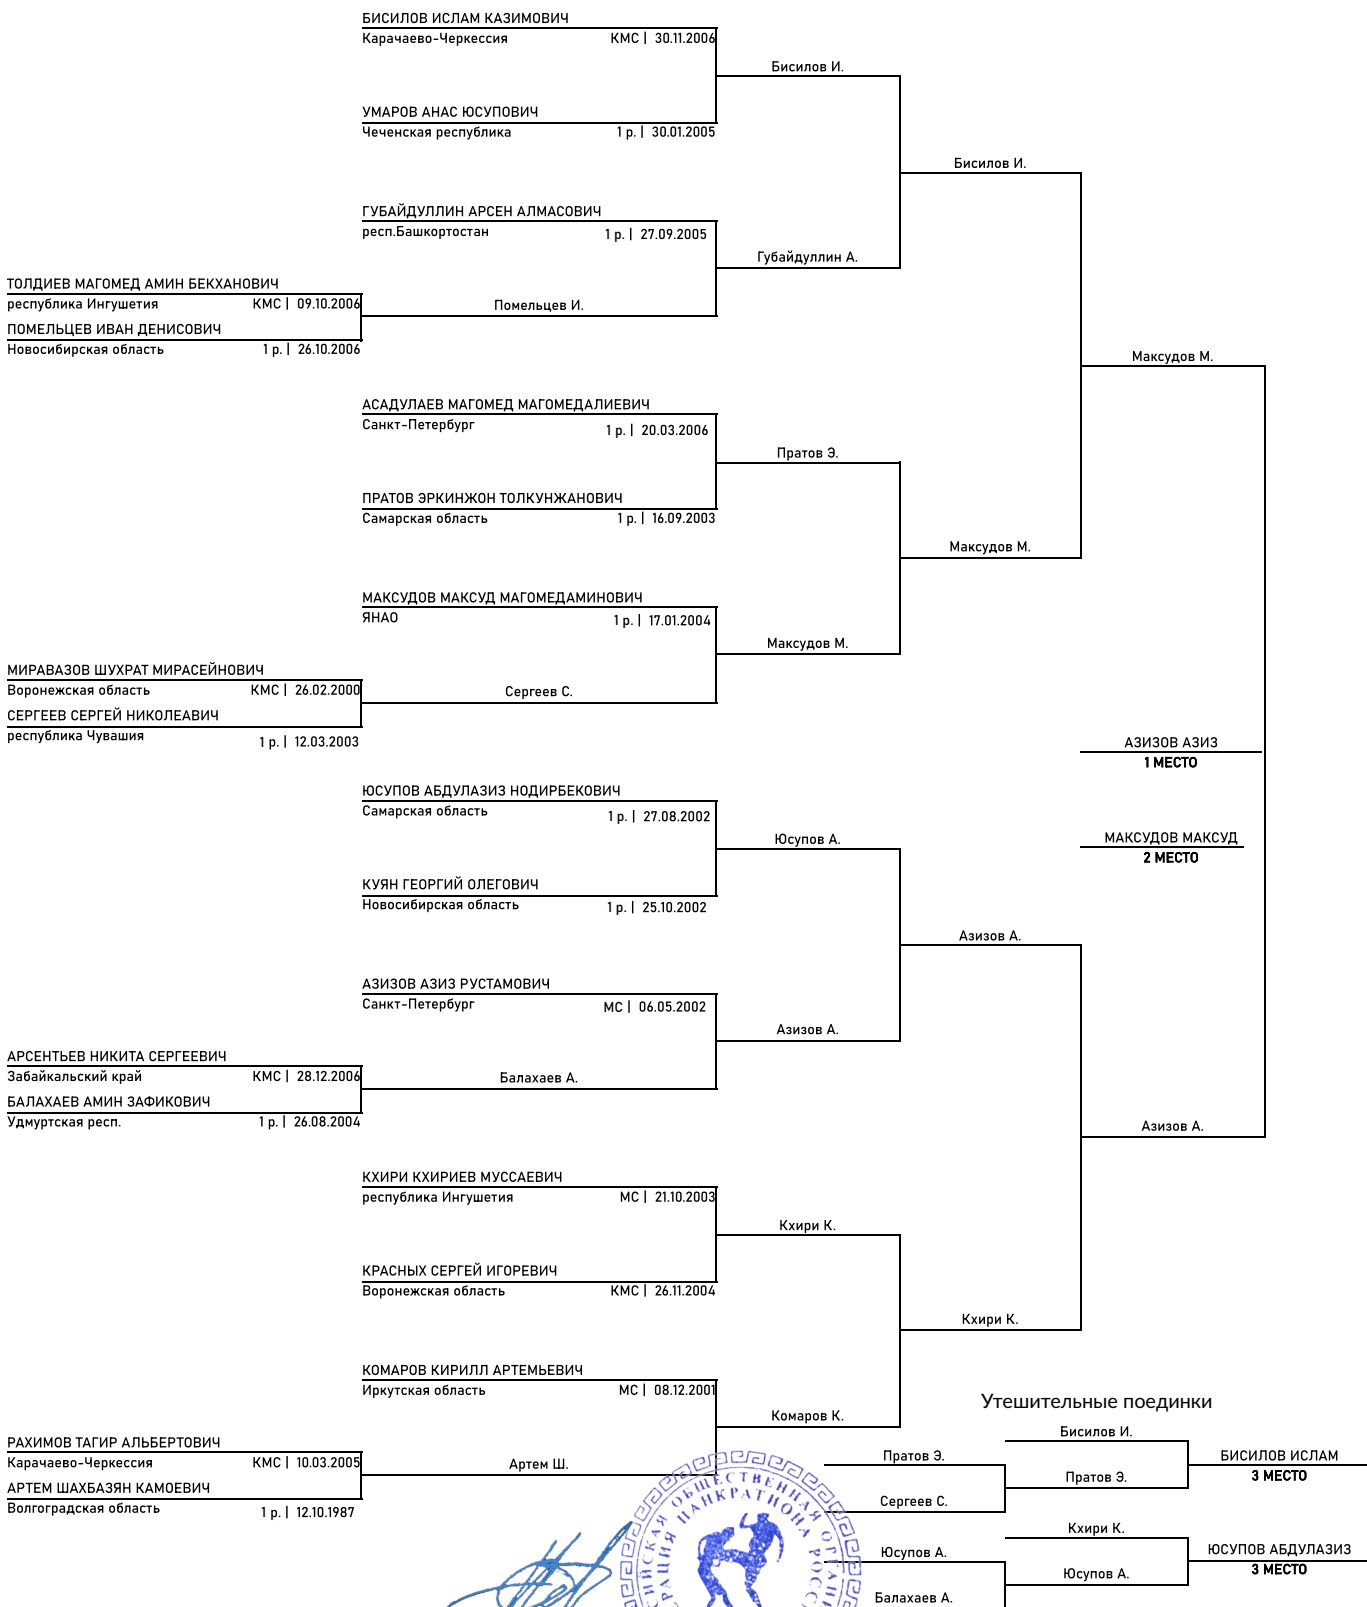 БИСИЛОВ ИСЛАМ КАЗИМОВИЧ
Карачаево-Черкессия КМС | 30.11.2006
Бисилов И.
УМАРОВ АНАС ЮСУПОВИЧ
Чеченская республика 1 р. | 30.01.2005
Бисилов И.
ГУБАЙДУЛЛИН АРСЕН АЛМАСОВИЧ
респ.Башкортостан 1 р. | 27.09.2005
Губайдуллин А.
ТОЛДИЕВ МАГОМЕД АМИН БЕКХАНОВИЧ
республика Ингушетия КМС | 09.10.2006
Помельцев И.
ПОМЕЛЬЦЕВ ИВАН ДЕНИСОВИЧ
Новосибирская область 1 р. | 26.10.2006
Максудов М.
АСАДУЛАЕВ МАГОМЕД МАГОМЕДАЛИЕВИЧ
Санкт-Петербург 1 р. | 20.03.2006
Пратов Э.
ПРАТОВ ЭРКИНЖОН ТОЛКУНЖАНОВИЧ
Самарская область 1 р. | 16.09.2003
Максудов М.
МАКСУДОВ МАКСУД МАГОМЕДАМИНОВИЧ
ЯНАО 1 р. | 17.01.2004
Максудов М.
МИРАВАЗОВ ШУХРАТ МИРАСЕЙНОВИЧ
Воронежская область КМС | 26.02.2000
Сергеев С.
СЕРГЕЕВ СЕРГЕЙ НИКОЛЕАВИЧ
республика Чувашия 1 р. | 12.03.2003
АЗИЗОВ АЗИЗ
1 МЕСТО
ЮСУПОВ АБДУЛАЗИЗ НОДИРБЕКОВИЧ
Самарская область 1 р. | 27.08.2002
Юсупов А.
МАКСУДОВ МАКСУД
2 МЕСТО
КУЯН ГЕОРГИЙ ОЛЕГОВИЧ
Новосибирская область 1 р. | 25.10.2002
Азизов А.
АЗИЗОВ АЗИЗ РУСТАМОВИЧ
Санкт-Петербург МС | 06.05.2002
Азизов А.
АРСЕНТЬЕВ НИКИТА СЕРГЕЕВИЧ
Забайкальский край КМС | 28.12.2006
Балахаев А.
БАЛАХАЕВ АМИН ЗАФИКОВИЧ
Удмуртская респ. 1 р. | 26.08.2004
Азизов А.
КХИРИ КХИРИЕВ МУССАЕВИЧ
республика Ингушетия МС | 21.10.2003
Кхири К.
КРАСНЫХ СЕРГЕЙ ИГОРЕВИЧ
Воронежская область КМС | 26.11.2004
Кхири К.
КОМАРОВ КИРИЛЛ АРТЕМЬЕВИЧ
Иркутская область МС | 08.12.2001
Комаров К.
РАХИМОВ ТАГИР АЛЬБЕРТОВИЧ
Карачаево-Черкессия КМС | 10.03.2005
Артем Ш.
АРТЕМ ШАХБАЗЯН КАМОЕВИЧ
Волгоградская область 1 р. | 12.10.1987
Утешительные поединки
Бисилов И.
Пратов Э.
БИСИЛОВ ИСЛАМ
3 МЕСТО
Пратов Э.
Сергеев С.
Кхири К.
Юсупов А.
ЮСУПОВ АБДУЛАЗИЗ
3 МЕСТО
Юсупов А.
Балахаев А.
ОБЩЕСТВЕННАЯ
ПАНКРАТИОНА